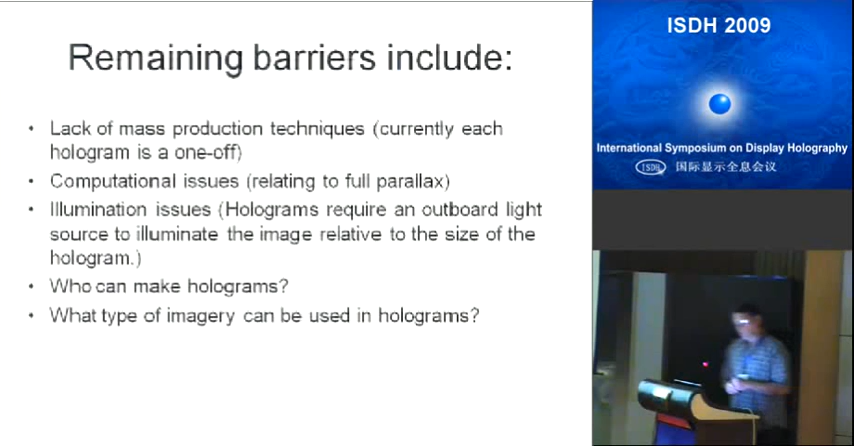 Remaining barriers include:
• Lack of mass production techniques (currently each
hologram is a one-off)
• Computational issues (relating to full parallax)
• Illumination issues (Holograms require an outboard light
source to illuminate the image relative to the size of the
hologram.)
• Who can make holograms?
• What type of imagery can be used in holograms?
ISDH 2009
International Symposium on Display Holography
ISDH 国际显示全息会议